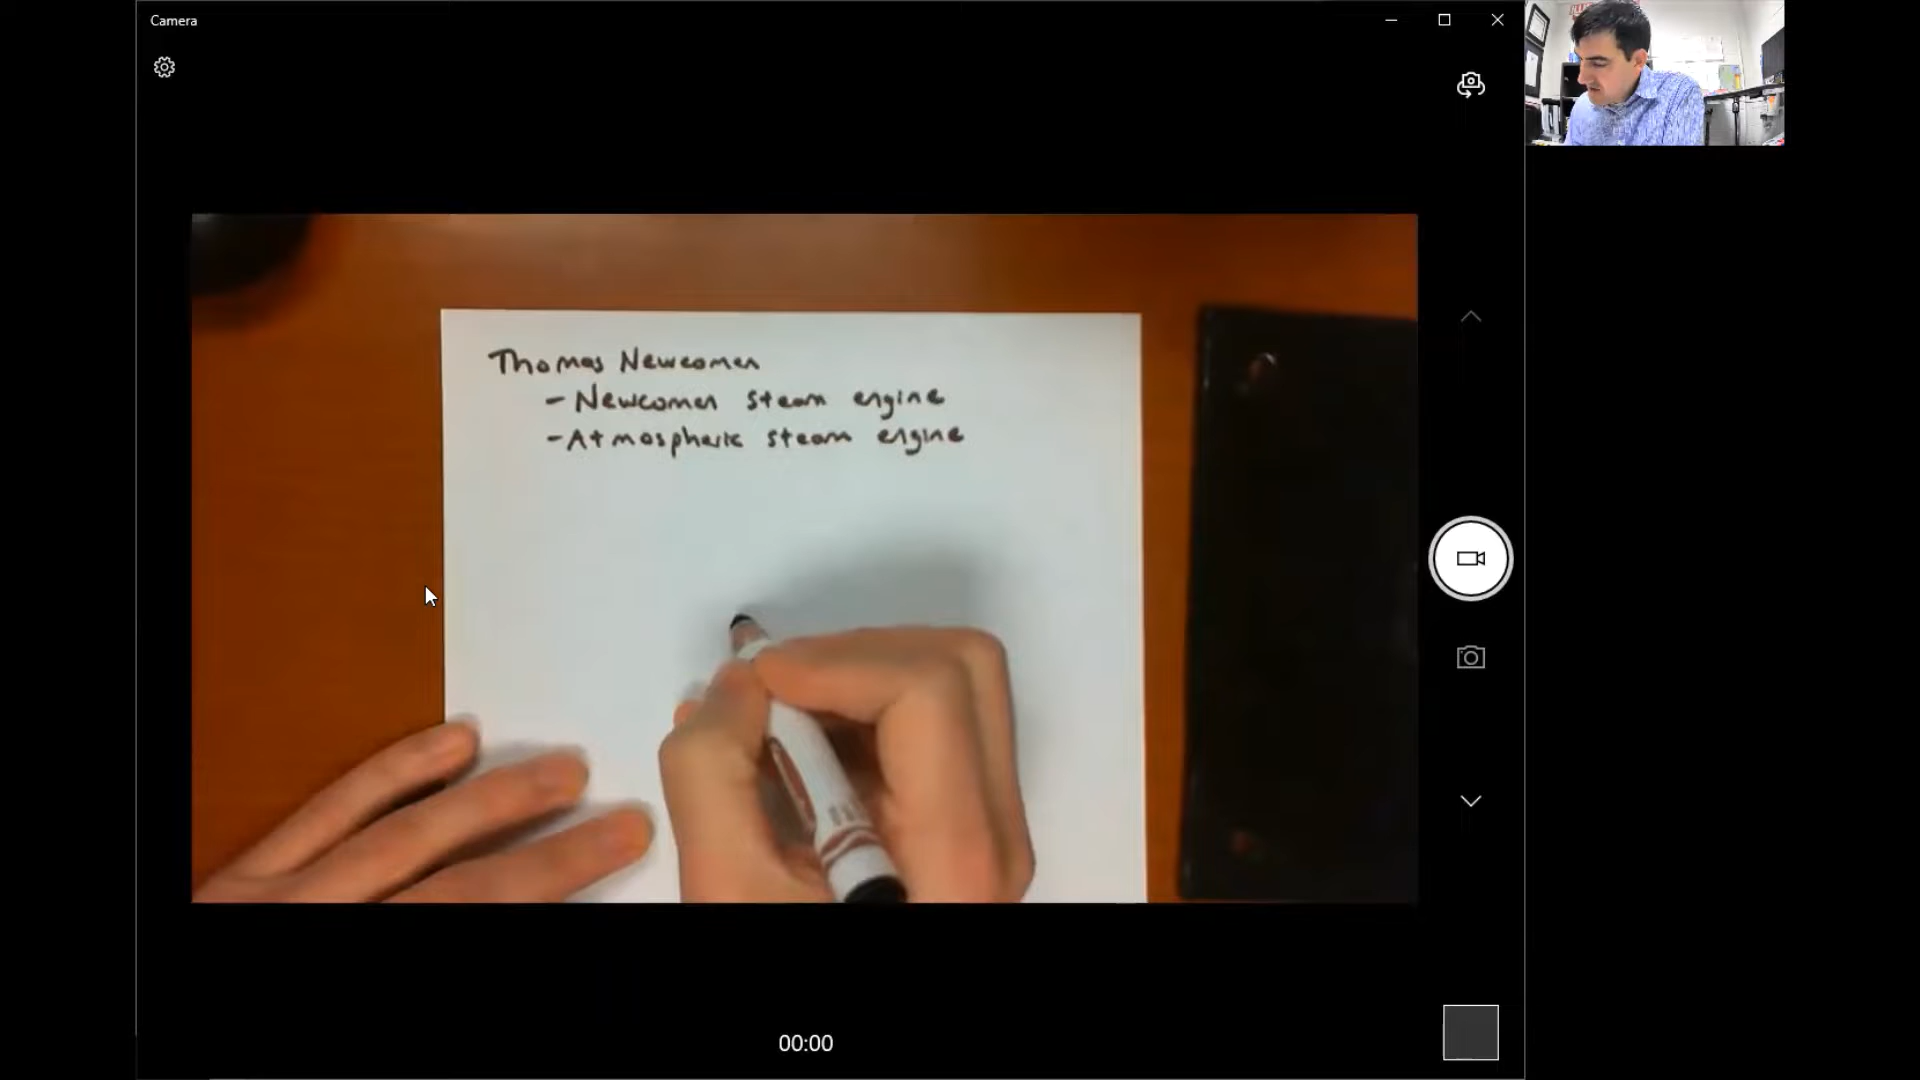 Camera
Thomas Newcomen
- Newcomen steam engine
- Atmospheric steam engine
00:00